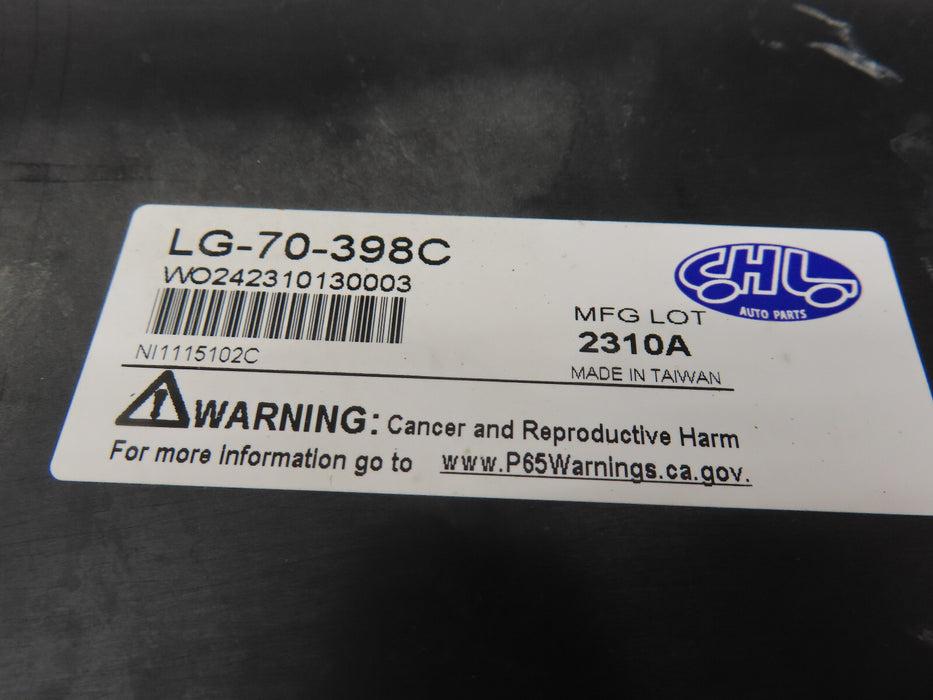 LG-70-398C
WO242310130003
NI1115102C
CHL
AUTO PARTS
MFG LOT
2310A
MADE IN TAIWAN
WARNING: Cancer and Reproductive Harm
For more information go to www.P65Warnings.ca.gov.